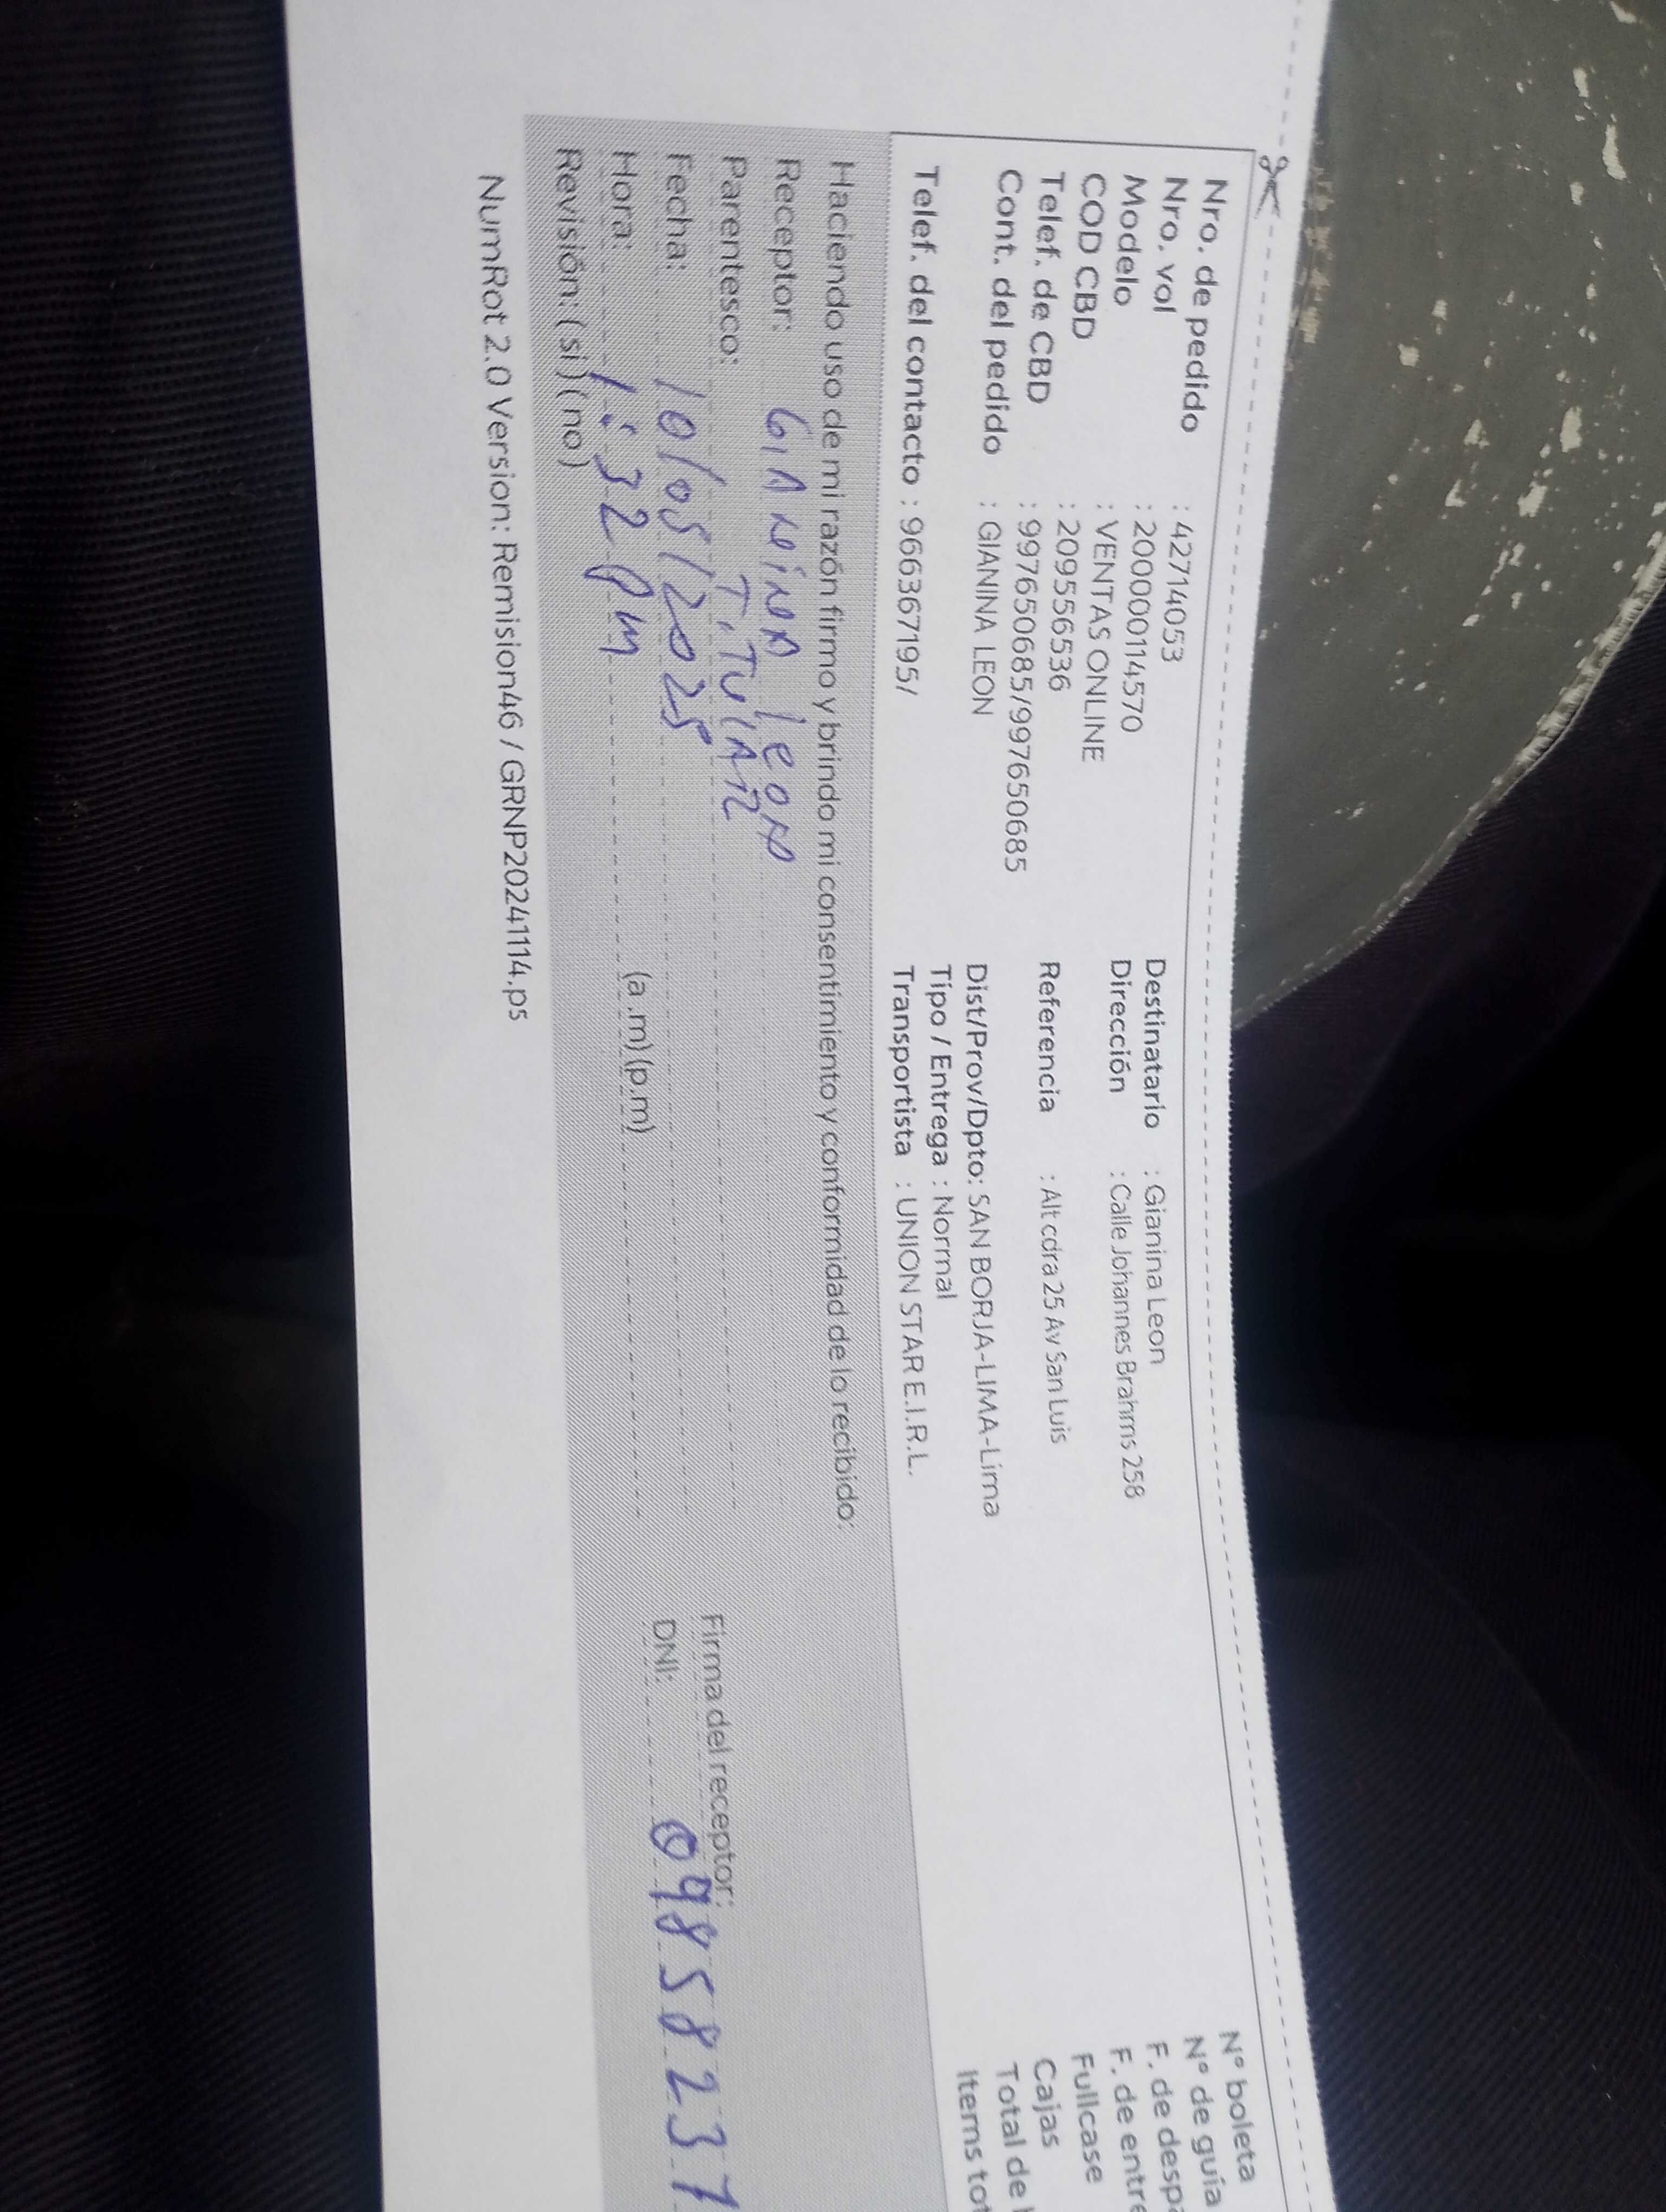 Nro. de pedido : 42714053
Nro. vol : 2000001145​70
Modelo : VENTAS ONLINE
COD.CBD : 209556536
Telef. de CBD : 997650685/997650685
Cont. del pedido : GIANINA LEON
Telef. del contacto : 966367195/
Destinatario : Gianina Leon
Dirección : Calle Johannes Brahms 258
Referencia : Alt cdra 25 Av San Luis
Dist/Prov/Dpto: SAN BORJA-LIMA-Lima
Tipo / Entrega : Normal
Transportista : UNION STAR E.I.R.L.
N° boleta
N° de guía
F. de desp
F. de entre
Fullcase
Cajas
Total de
Items tot
Haciendo uso de mi razón firmo y brindo mi consentimiento y conformidad de lo recibido:
Receptor: GIANINA leon
Parentesco: TiTulAR
Fecha: 10/05/2025
Hora: 1:32 pm (a.m)(p.m)
Revisión: (si)(no)
Firma del receptor:
DNI: 09858237
NumRot 2.0 Version: Remision46 / GRNP20241114.ps